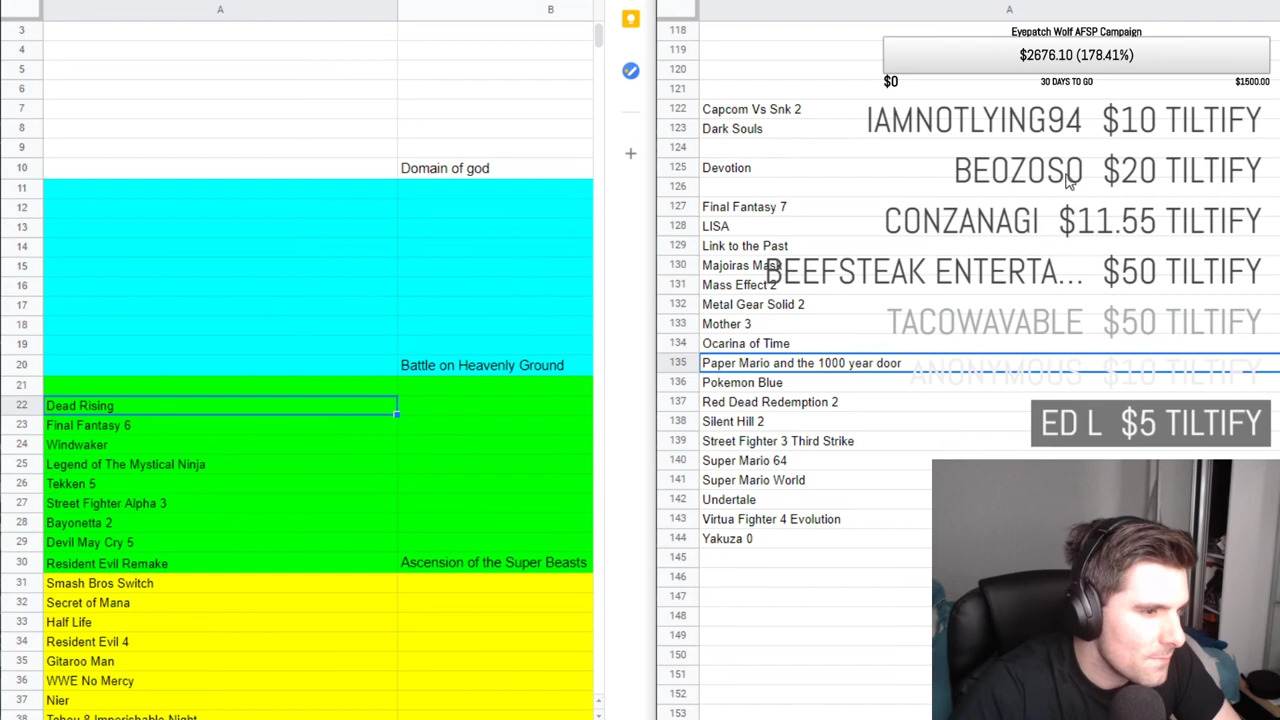 A
B
3
4
5
6
7
8
9
10 Domain of god
11
12
13
14
15
16
17
18
19
20 Battle on Heavenly Ground
21
22 Dead Rising
23 Final Fantasy 6
24 Windwaker
25 Legend of The Mystical Ninja
26 Tekken 5
27 Street Fighter Alpha 3
28 Bayonetta 2
29 Devil May Cry 5
30 Resident Evil Remake Ascension of the Super Beasts
31 Smash Bros Switch
32 Secret of Mana
33 Half Life
34 Resident Evil 4
35 Gitaroo Man
36 WWE No Mercy
37 Nier
38 Tohou 8 Imperishable Night
A
118
119
120
121
122 Capcom Vs Snk 2
123 Dark Souls
124
125 Devotion
126
127 Final Fantasy 7
128 LISA
129 Link to the Past
130 Majoiras Mask
131 Mass Effect 2
132 Metal Gear Solid 2
133 Mother 3
134 Ocarina of Time
135 Paper Mario and the 1000 year door
136 Pokemon Blue
137 Red Dead Redemption 2
138 Silent Hill 2
139 Street Fighter 3 Third Strike
140 Super Mario 64
141 Super Mario World
142 Undertale
143 Virtua Fighter 4 Evolution
144 Yakuza 0
145
146
147
148
149
150
151
152
153
Eyepatch Wolf AFSP Campaign
$2676.10 (178.41%)
$0 30 DAYS TO GO $1500.00
IAMNOTLYING94 $10 TILTIFY
BEOZOSO $20 TILTIFY
CONZANAGI $11.55 TILTIFY
BEEFSTEAK ENTERTA... $50 TILTIFY
TACOWAVABLE $50 TILTIFY
ANONYMOUS $10 TILTIFY
ED L $5 TILTIFY